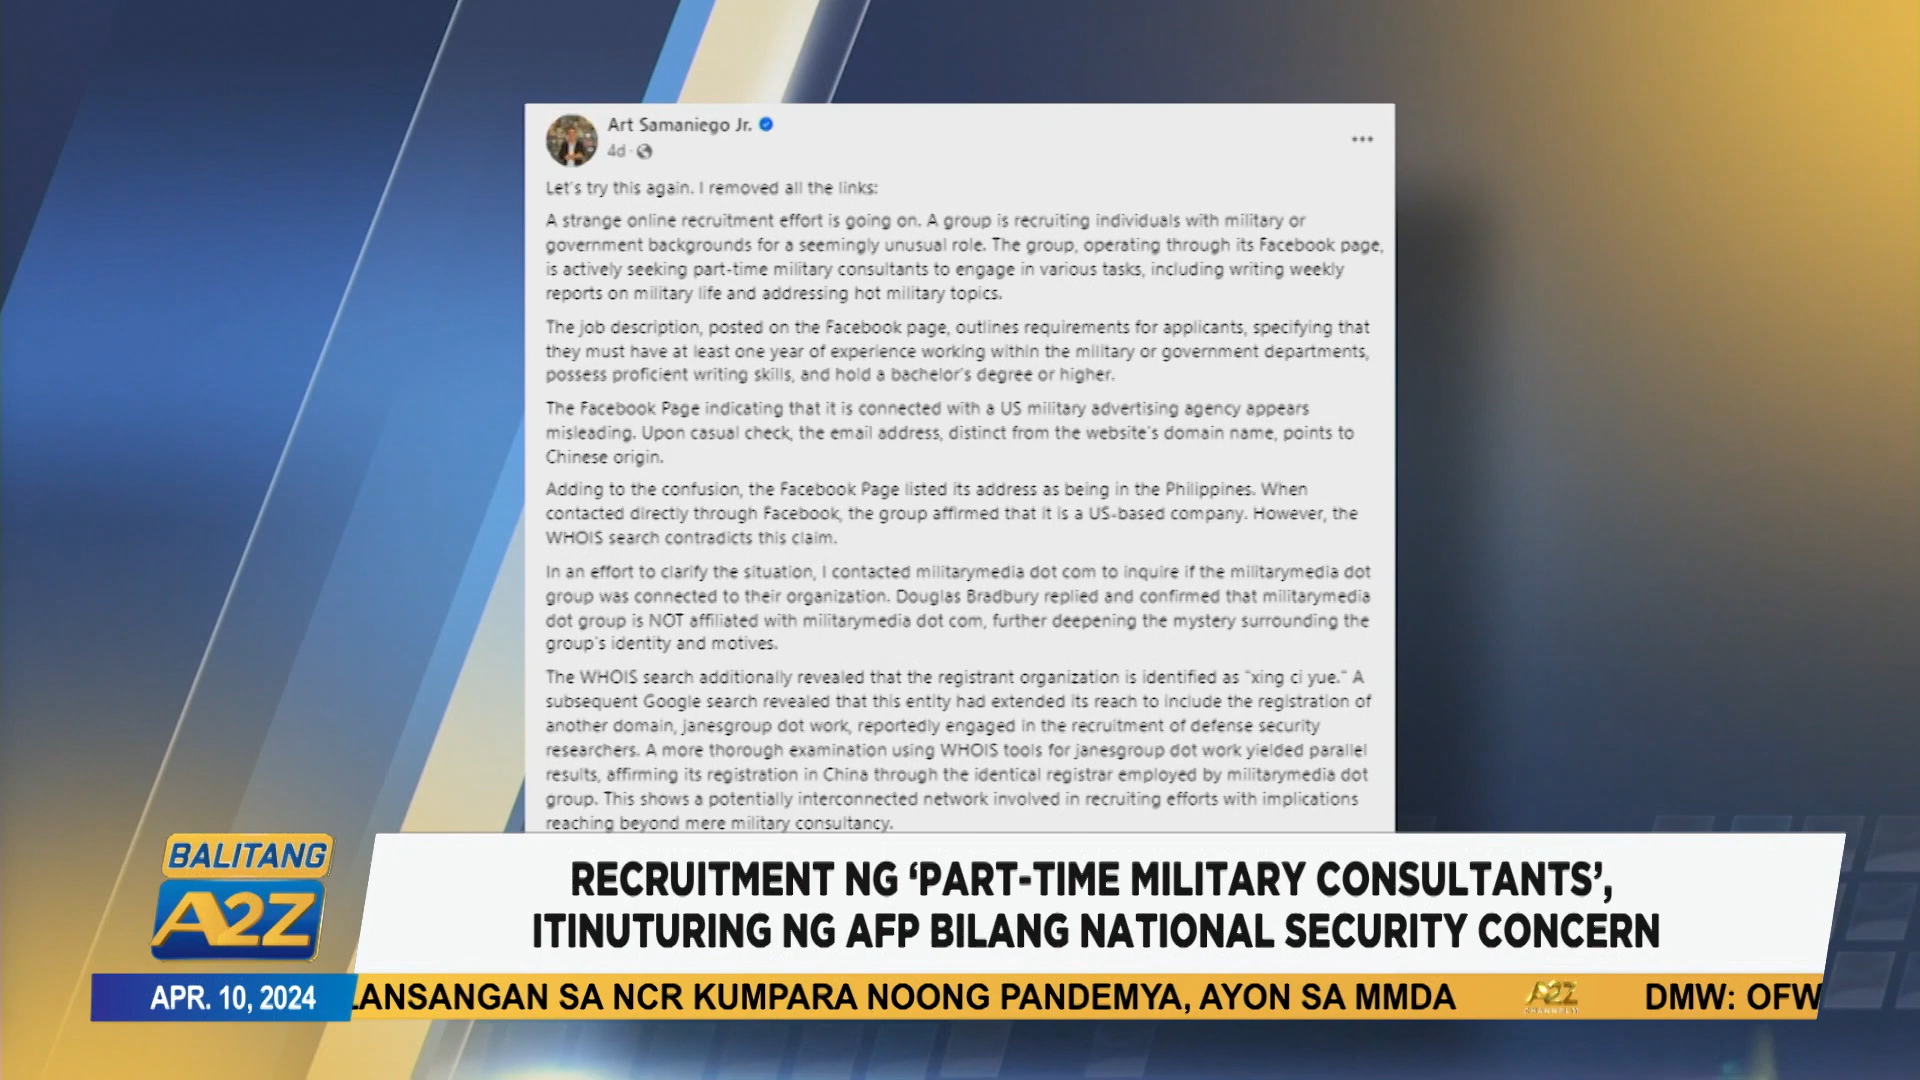 Art Samaniego Jr.
4d
Let's try this again. I removed all the links:
A strange online recruitment effort is going on. A group is recruiting individuals with military or
government backgrounds for a seemingly unusual role. The group, operating through its Facebook page,
is actively seeking part-time military consultants to engage in various tasks, including writing weekly
reports on military life and addressing hot military topics.
The job description, posted on the Facebook page, outlines requirements for applicants, specifying that
they must have at least one year of experience working within the military or government departments,
possess proficient writing skills, and hold a bachelor's degree or higher.
The Facebook Page indicating that it is connected with a US military advertising agency appears
misleading. Upon casual check, the email address, distinct from the website's domain name, points to
Chinese origin.
Adding to the confusion, the Facebook Page listed its address as being in the Philippines. When
contacted directly through Facebook, the group affirmed that it is a US-based company. However, the
WHOIS search contradicts this claim.
In an effort to clarify the situation, I contacted militarymedia dot com to inquire if the militarymedia dot
group was connected to their organization. Douglas Bradbury replied and confirmed that militarymedia
dot group is NOT affiliated with militarymedia dot com, further deepening the mystery surrounding the
group's identity and motives.
The WHOIS search additionally revealed that the registrant organization is identified as "xing ci yue." A
subsequent Google search revealed that this entity had extended its reach to include the registration of
another domain, janesgroup dot work, reportedly engaged in the recruitment of defense security
researchers. A more thorough examination using WHOIS tools for janesgroup dot work yielded parallel
results, affirming its registration in China through the identical registrar employed by militarymedia dot
group. This shows a potentially interconnected network involved in recruiting efforts with implications
reaching beyond mere military consultancy.
BALITANG
A2Z
RECRUITMENT NG ‘PART-TIME MILITARY CONSULTANTS’,
ITINUTURING NG AFP BILANG NATIONAL SECURITY CONCERN
APR. 10, 2024
LANSANGAN SA NCR KUMPARA NOONG PANDEMYA, AYON SA MMDA
A2Z
CHANNEL 11
DMW: OFW